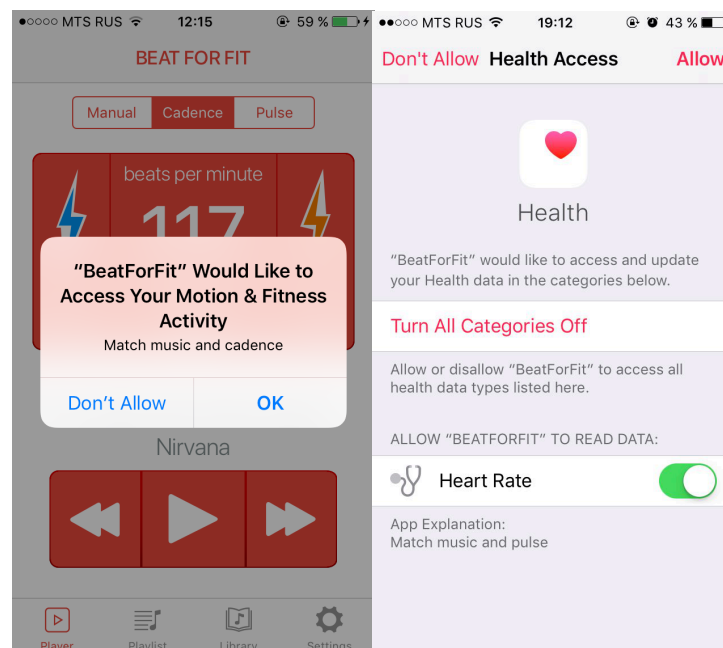 MTS RUS 12:15 59 %
BEAT FOR FIT
Manual Cadence Pulse
beats per minute
117
“BeatForFit” Would Like to
Access Your Motion & Fitness
Activity
Match music and cadence
Don’t Allow OK
Nirvana
Player Playlist Library Settings
MTS RUS 19:12 43 %
Don't Allow Health Access Allow
Health
“BeatForFit” would like to access and update
your Health data in the categories below.
Turn All Categories Off
Allow or disallow “BeatForFit” to access all
health data types listed here.
ALLOW “BEATFORFIT” TO READ DATA:
Heart Rate
App Explanation:
Match music and pulse